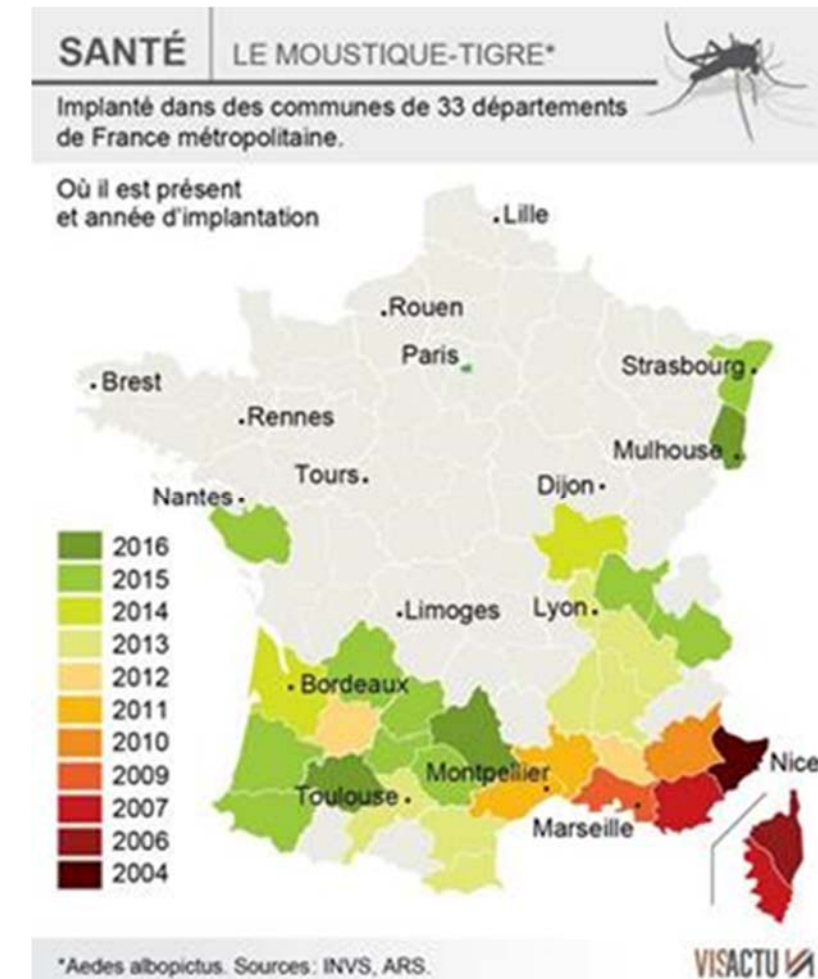 SANTÉ LE MOUSTIQUE-TIGRE*
Implanté dans des communes de 33 départements
de France métropolitaine.
Où il est présent
et année d'implantation
Lille
Rouen
Paris
Strasbourg
Brest
Rennes
Mulhouse
Tours
Dijon
Nantes
2016
2015
2014
2013
2012
2011
2010
2009
2007
2006
2004
Limoges
Lyon
Bordeaux
Montpellier
Nice
Toulouse
Marseille
*Aedes albopictus. Sources: INVS, ARS.
VISACTU